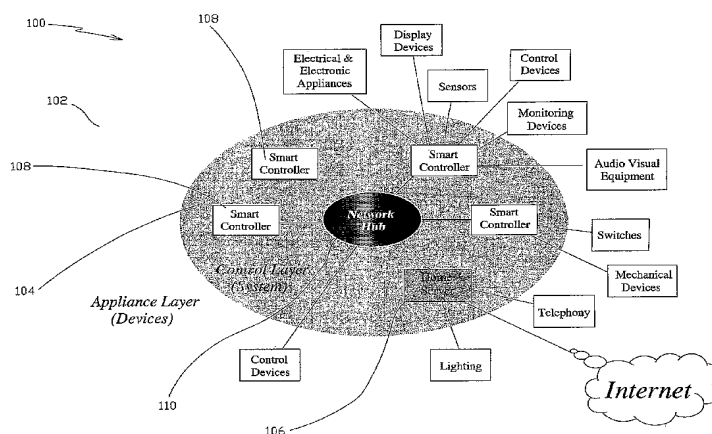 100
108
Display
Devices
Electrical &
Electronic
Appliances
Control
Devices
Sensors
102
Monitoring
Devices
Smart
Controller
Smart
Controller
Audio Visual
Equipment
108
Smart
Controller
Network
Hub
Smart
Controller
Switches
Control Layer
(System)
Home
Server
Mechanical
Devices
104
Appliance Layer
(Devices)
Telephony
Control
Devices
Lighting
Internet
110
106